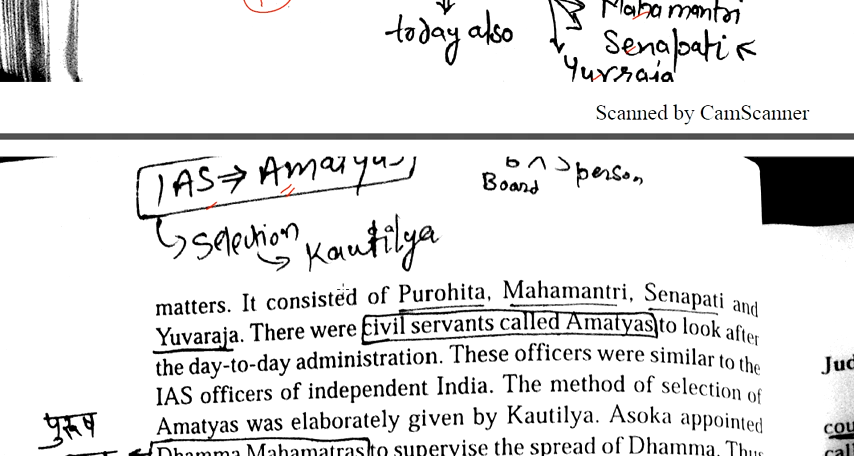 today also
Mahamantri
Senapati
Yuvraja
Scanned by CamScanner
IAS ⇒ Amatyas
Board
person
selection
Kautilya
matters. It consisted of Purohita, Mahamantri, Senapati and
Yuvaraja. There were civil servants called Amatyas to look after
the day-to-day administration. These officers were similar to the
IAS officers of independent India. The method of selection of
Amatyas was elaborately given by Kautilya. Asoka appointed
Dhamma Mahamatras to supervise the spread of Dhamma. Thus
पुरुष
Jud
cou
call